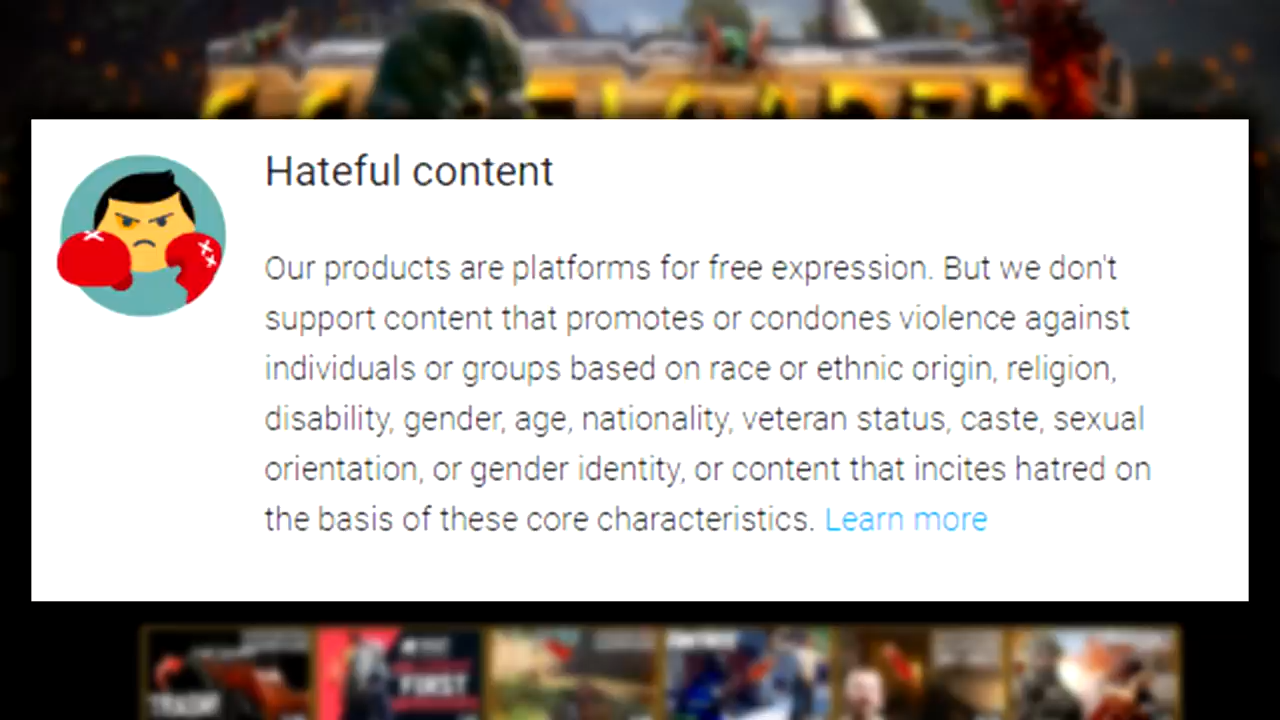 Hateful content
Our products are platforms for free expression. But we don't
support content that promotes or condones violence against
individuals or groups based on race or ethnic origin, religion,
disability, gender, age, nationality, veteran status, caste, sexual
orientation, or gender identity, or content that incites hatred on
the basis of these core characteristics. Learn more
FIRST